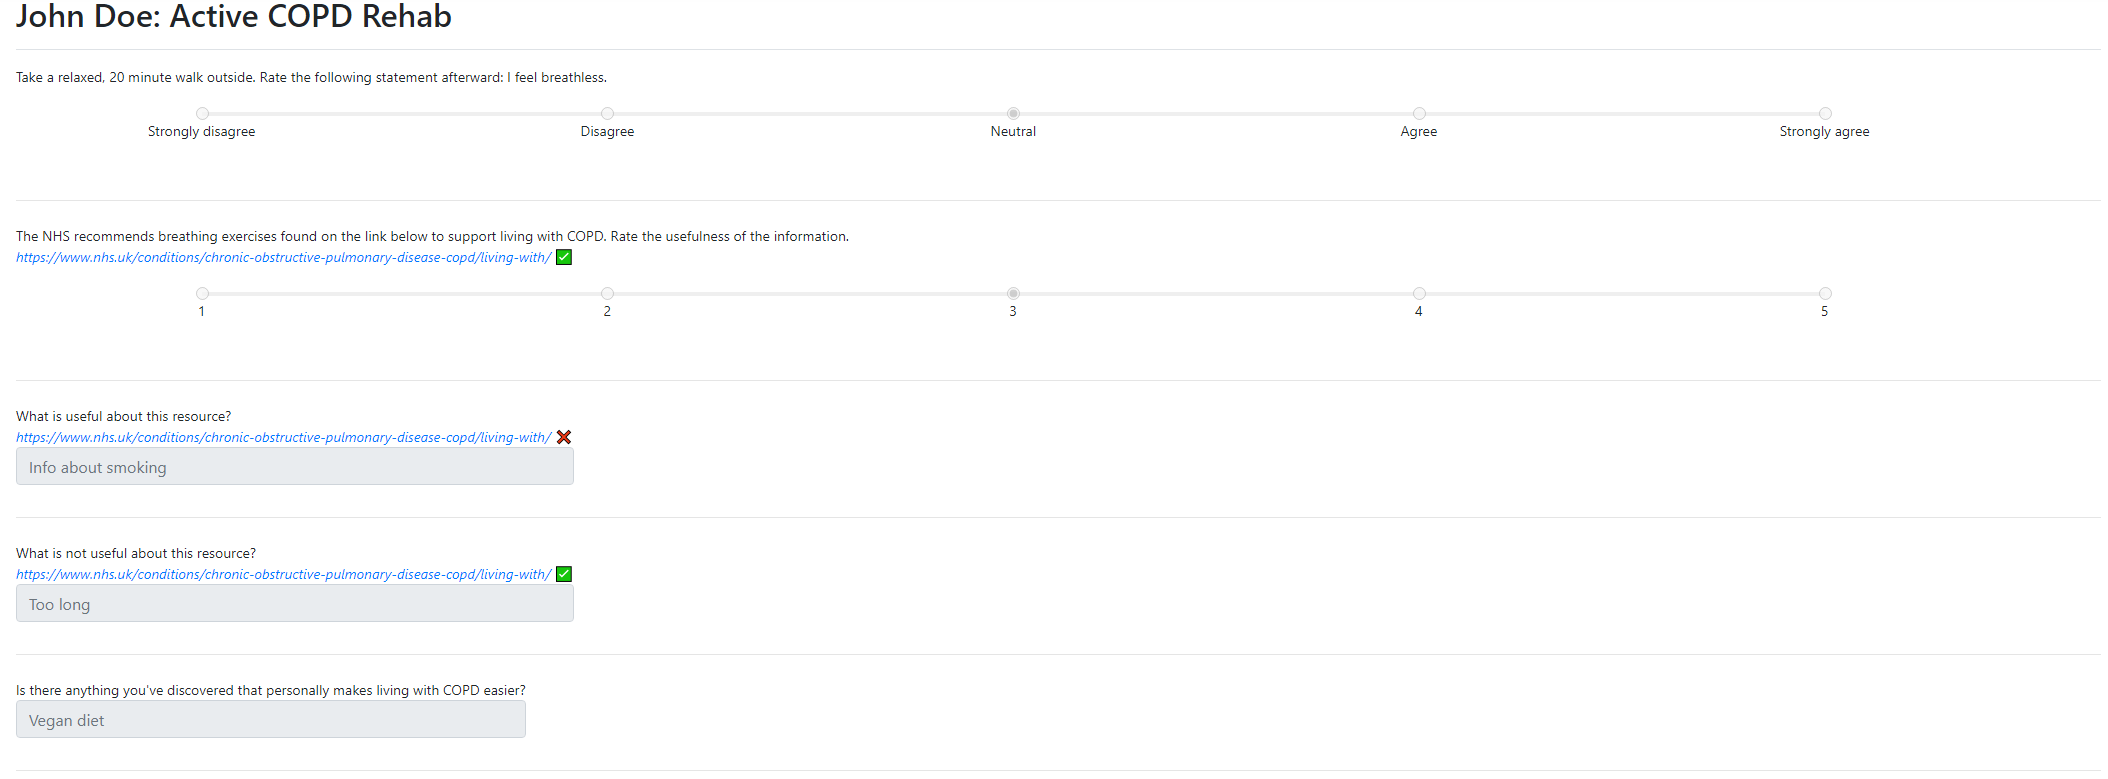 John Doe: Active COPD Rehab
Take a relaxed, 20 minute walk outside. Rate the following statement afterward: I feel breathless.
Strongly disagree Disagree Neutral Agree Strongly agree
The NHS recommends breathing exercises found on the link below to support living with COPD. Rate the usefulness of the information.
https://www.nhs.uk/conditions/chronic-obstructive-pulmonary-disease-copd/living-with/
1 2 3 4 5
What is useful about this resource?
https://www.nhs.uk/conditions/chronic-obstructive-pulmonary-disease-copd/living-with/
Info about smoking
What is not useful about this resource?
https://www.nhs.uk/conditions/chronic-obstructive-pulmonary-disease-copd/living-with/
Too long
Is there anything you've discovered that personally makes living with COPD easier?
Vegan diet